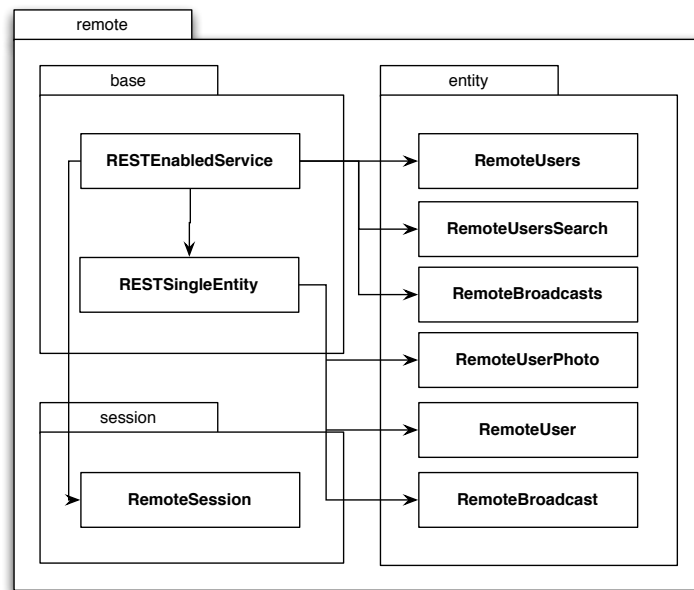 remote
base
RESTEnabledService
RESTSingleEntity
session
RemoteSession
entity
RemoteUsers
RemoteUsersSearch
RemoteBroadcasts
RemoteUserPhoto
RemoteUser
RemoteBroadcast